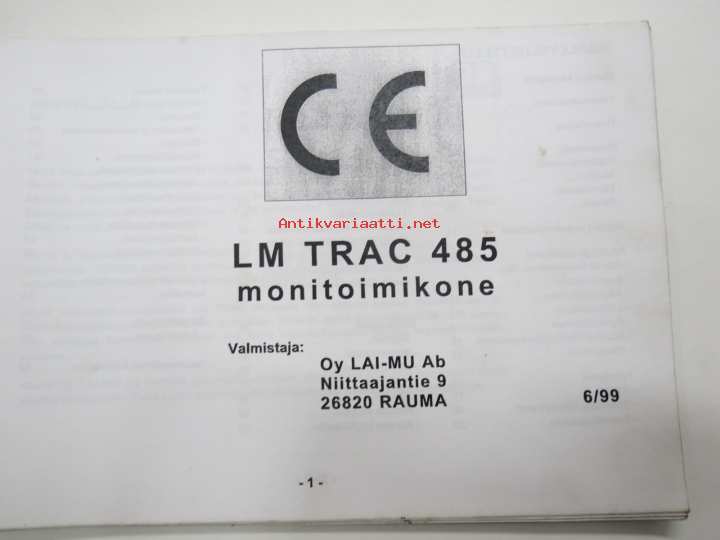 CE
Antikvariaatti.net
LM TRAC 485
monitoimikone
Valmistaja:
Oy LAI-MU Ab
Niittaajantie 9
26820 RAUMA
6/99
- 1 -